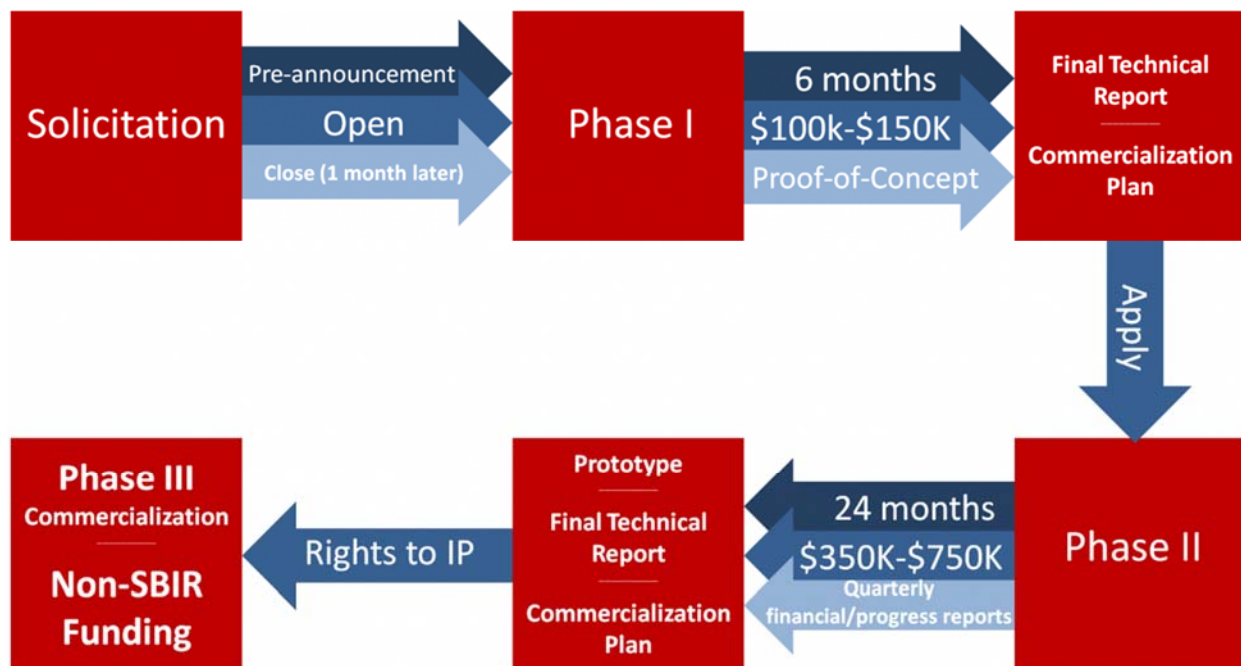 Solicitation
Pre-announcement
Open
Close (1 month later)
Phase I
6 months
$100k-$150K
Proof-of-Concept
Final Technical
Report
Commercialization
Plan
Apply
Phase II
24 months
$350K-$750K
Quarterly
financial/progress reports
Prototype
Final Technical
Report
Commercialization
Plan
Rights to IP
Phase III
Commercialization
Non-SBIR
Funding